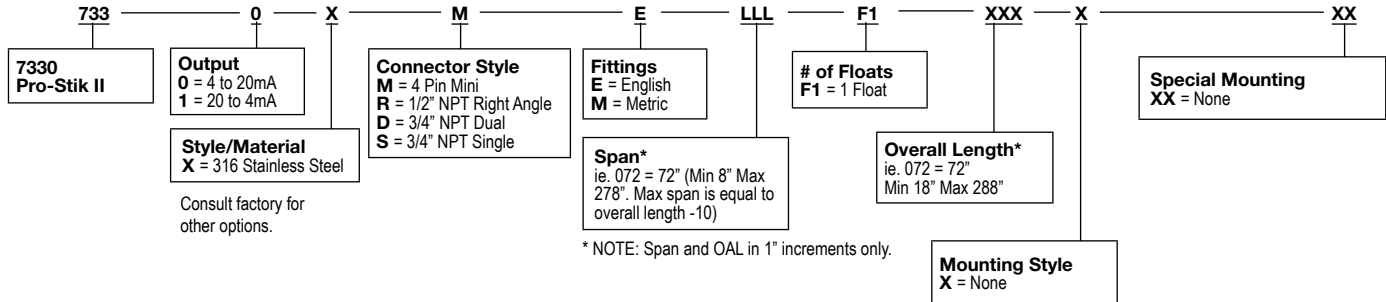 733 0 X M E LLL F1 XXX X XX
7330
Pro-Stik II
Output
0 = 4 to 20mA
1 = 20 to 4mA
Style/Material
X = 316 Stainless Steel
Consult factory for
other options.
Connector Style
M = 4 Pin Mini
R = 1/2” NPT Right Angle
D = 3/4” NPT Dual
S = 3/4” NPT Single
Fittings
E = English
M = Metric
Span*
ie. 072 = 72” (Min 8” Max
278”. Max span is equal to
overall length -10)
* NOTE: Span and OAL in 1” increments only.
# of Floats
F1 = 1 Float
Overall Length*
ie. 072 = 72”
Min 18” Max 288”
Mounting Style
X = None
Special Mounting
XX = None